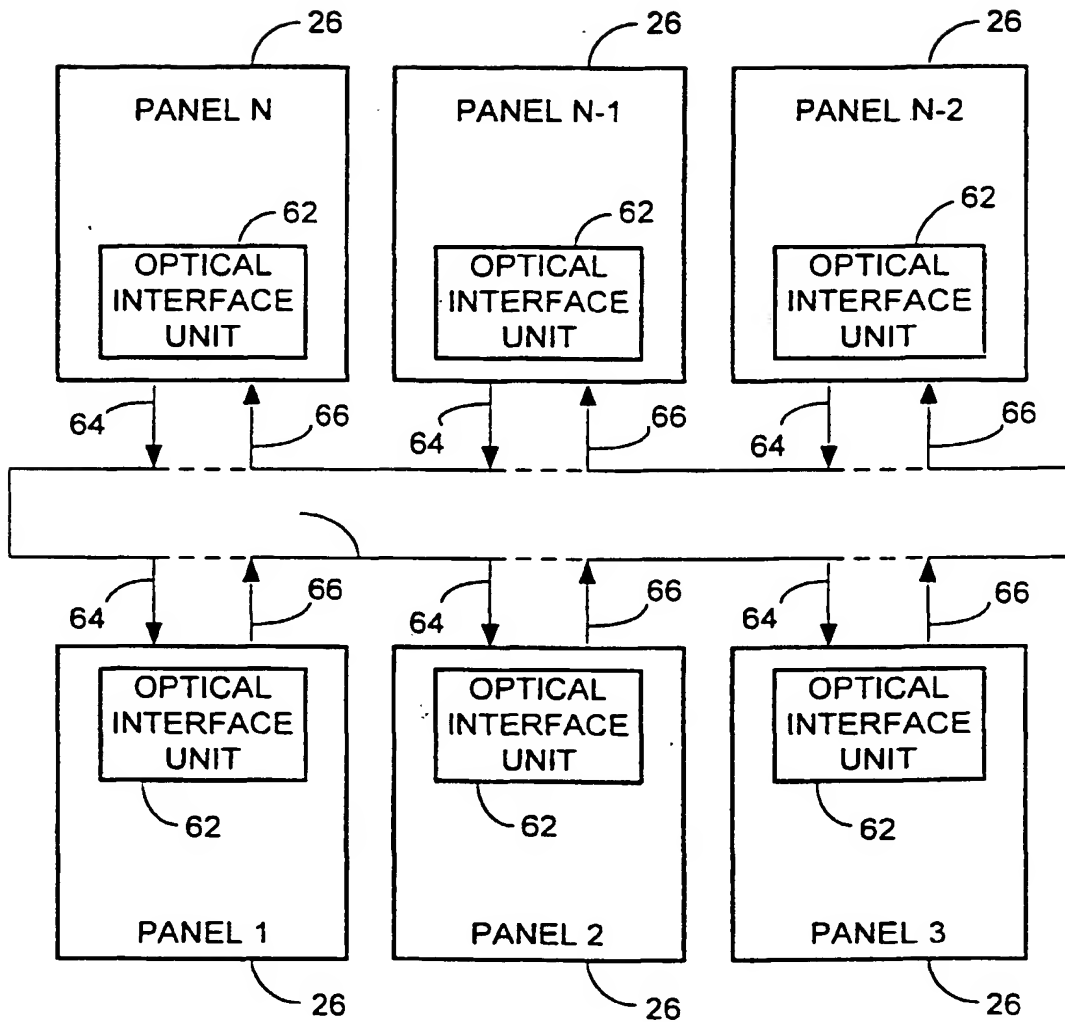 26 26 26
PANEL N PANEL N-1 PANEL N-2
62 62 62
OPTICAL INTERFACE UNIT
OPTICAL INTERFACE UNIT
OPTICAL INTERFACE UNIT
64 66 64 66 64 66
64 66 64 66 64 66
OPTICAL INTERFACE UNIT
OPTICAL INTERFACE UNIT
OPTICAL INTERFACE UNIT
62 62 62
PANEL 1 PANEL 2 PANEL 3
26 26 26